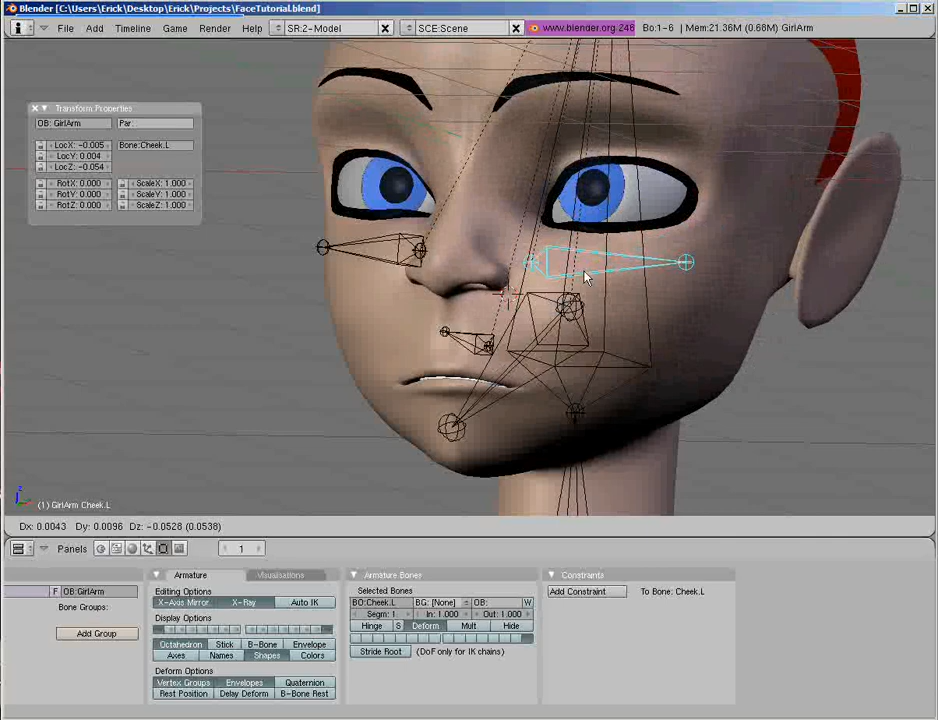 Blender [C:\Users\Erick\Desktop\Erick\Projects\FaceTutorial.blend]
File Add Timeline Game Render Help SR:2-Model SCE:Scene www.blender.org 246 Bo:1-6 | Mem:21.36M (0.68M) GirlArm
Transform Properties
OB: GirlArm Par:
LocX: -0.005 Bone:Cheek.L
LocY: 0.004
LocZ: -0.054
RotX: 0.000 ScaleX: 1.000
RotY: 0.000 ScaleY: 1.000
RotZ: 0.000 ScaleZ: 1.000
z
(1) GirlArm Cheek.L
Dx: 0.0043 Dy: 0.0096 Dz: -0.0528 (0.0538)
Panels 1
Armature Visualisations Armature Bones Constraints
F OB:GirlArm
Bone Groups:
Add Group
Editing Options
X-Axis Mirror X-Ray Auto IK
Display Options
Octahedron Stick B-Bone Envelope
Axes Names Shapes Colors
Deform Options
Vertex Groups Envelopes Quaternion
Rest Position Delay Deform B-Bone Rest
Selected Bones
BO:Cheek.L BG: [None] OB: W
Segm: 1 In: 1.000 Out: 1.000
Hinge S Deform Mult Hide
Stride Root (DoF only for IK chains)
Add Constraint To Bone: Cheek.L